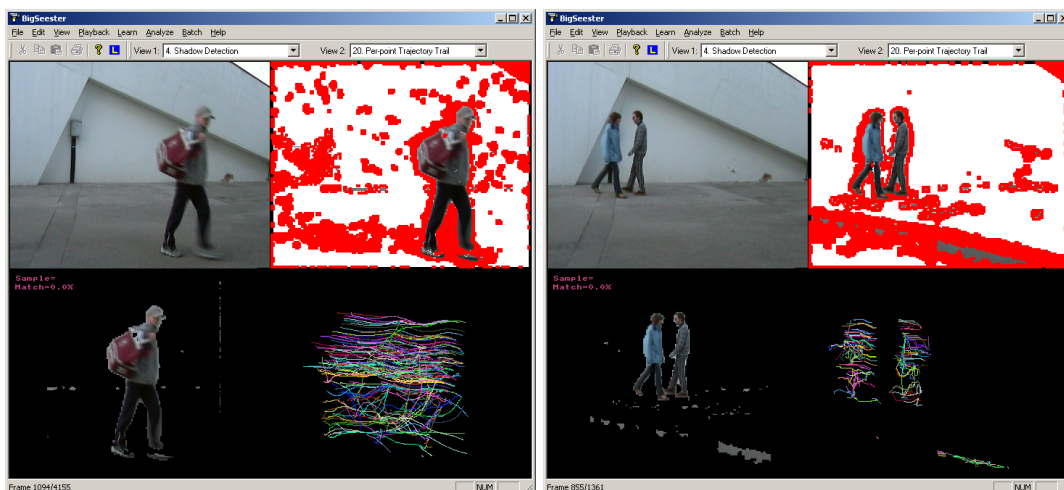 BigSeester
File Edit View Playback Learn Analyze Batch Help
View 1: 4. Shadow Detection View 2: 20. Per-point Trajectory Trail
Sample=
Match=0.0%
Frame 1094/4155 NUM
BigSeester
File Edit View Playback Learn Analyze Batch Help
View 1: 4. Shadow Detection View 2: 20. Per-point Trajectory Trail
Sample=
Match=0.0%
Frame 855/1361 NUM